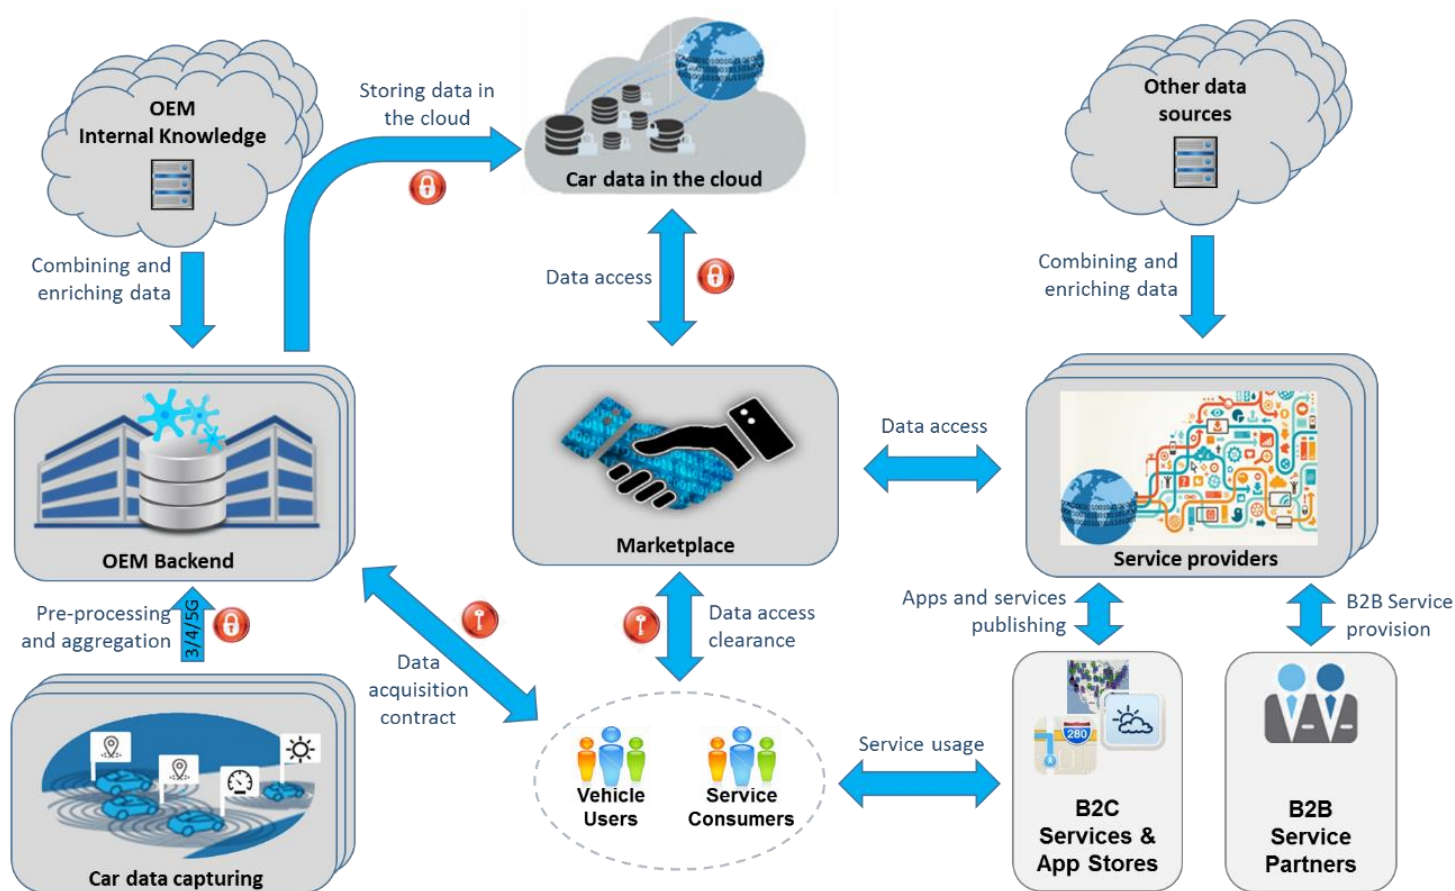 OEM
Internal Knowledge
Storing data in
the cloud
Car data in the cloud
Other data
sources
Combining and
enriching data
Data access
Combining and
enriching data
OEM Backend
Marketplace
Data access
Service providers
Pre-processing
and aggregation
3/4/5G
Data
acquisition
contract
Data access
clearance
Apps and services
publishing
B2B Service
provision
Car data capturing
Vehicle
Users
Service
Consumers
Service usage
280
B2C
Services &
App Stores
B2B
Service
Partners